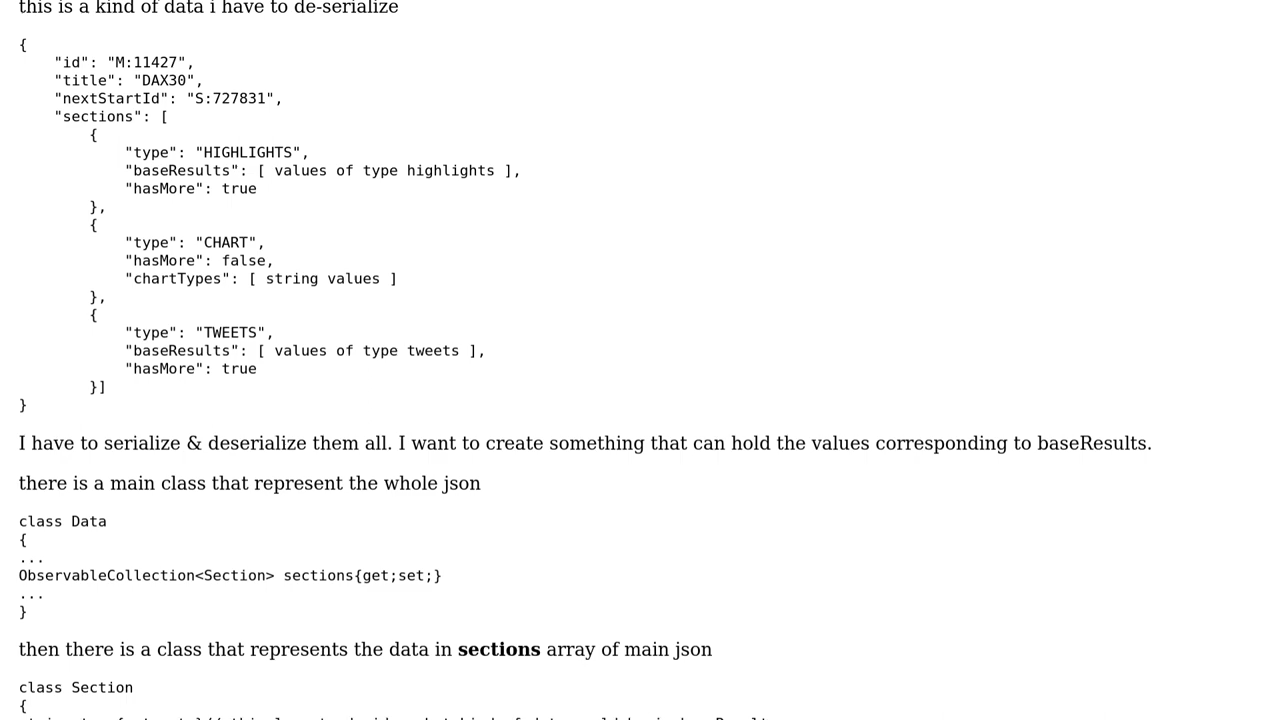 this is a kind of data i have to de-serialize
{
    "id": "M:11427",
    "title": "DAX30",
    "nextStartId": "S:727831",
    "sections": [
        {
            "type": "HIGHLIGHTS",
            "baseResults": [ values of type highlights ],
            "hasMore": true
        },
        {
            "type": "CHART",
            "hasMore": false,
            "chartTypes": [ string values ]
        },
        {
            "type": "TWEETS",
            "baseResults": [ values of type tweets ],
            "hasMore": true
        }]
}
I have to serialize & deserialize them all. I want to create something that can hold the values corresponding to baseResults.
there is a main class that represent the whole json
class Data
{
...
ObservableCollection<Section> sections{get;set;}
...
}
then there is a class that represents the data in sections array of main json
class Section
{